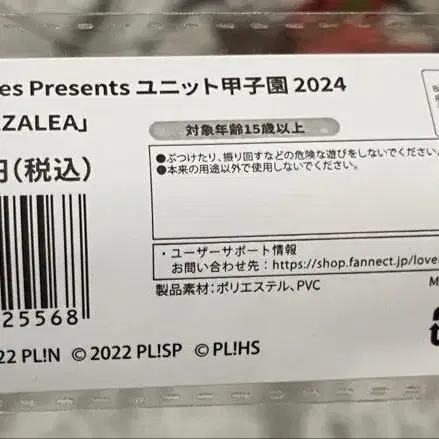 es Presents ユニット甲子園 2024
ZALEA」
対象年齢15歳以上
円(税込)
●ぶつけたり、振り回すなどの危険な遊びをしないでください。
●本来の用途以外で使用しないでください。
・ユーザーサポート情報
お問い合わせ先：https://shop.fannect.jp/love
製品素材：ポリエステル、PVC
25568
22 PL!N ©2022 PL!SP ©PL!HS